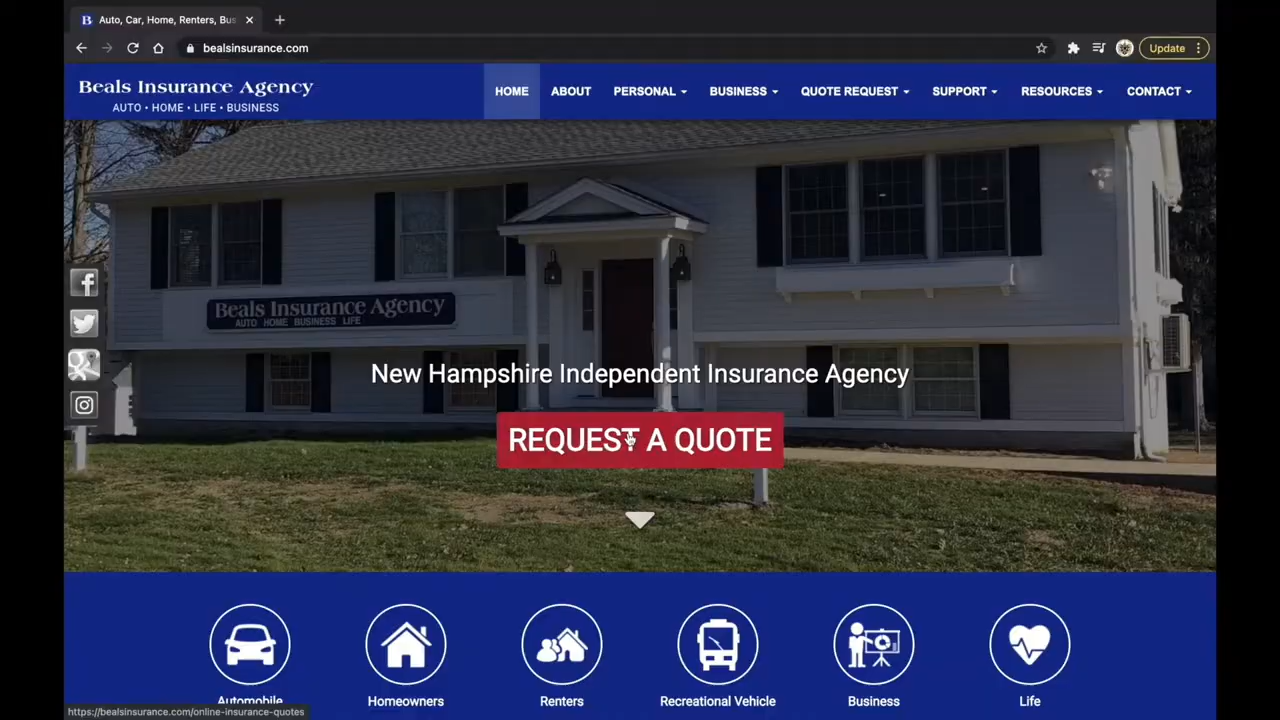 Auto, Car, Home, Renters, Bus
bealsinsurance.com
Update
Beals Insurance Agency
AUTO • HOME • LIFE • BUSINESS
HOME
ABOUT
PERSONAL
BUSINESS
QUOTE REQUEST
SUPPORT
RESOURCES
CONTACT
Beals Insurance Agency
AUTO HOME BUSINESS LIFE
New Hampshire Independent Insurance Agency
REQUEST A QUOTE
Automobile
Homeowners
Renters
Recreational Vehicle
Business
Life
https://bealsinsurance.com/online-insurance-quotes